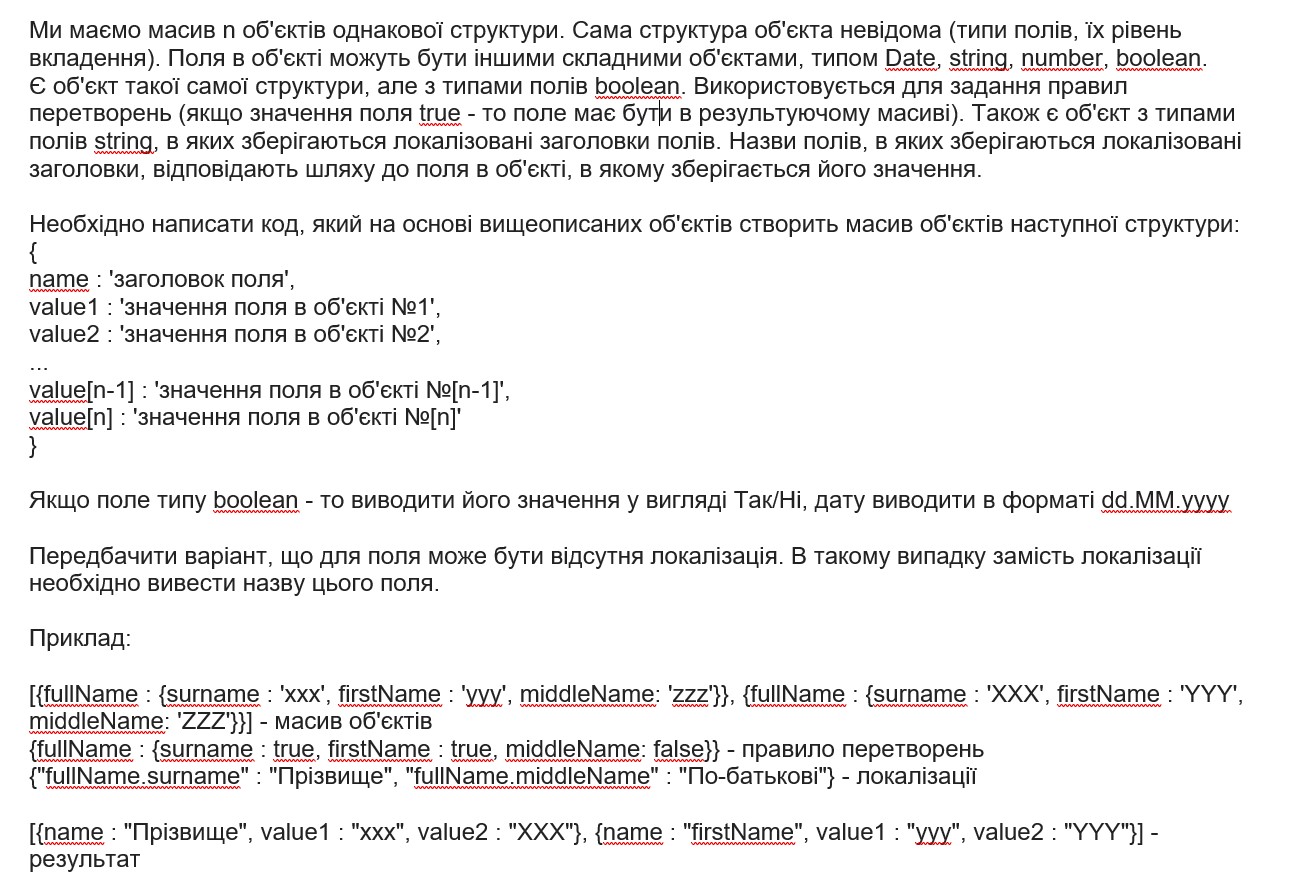 Ми маємо масив n об'єктів однакової структури. Сама структура об'єкта невідома (типи полів, їх рівень
вкладення). Поля в об'єкті можуть бути іншими складними об'єктами, типом Date, string, number, boolean.
Є об'єкт такої самої структури, але з типами полів boolean. Використовується для задання правил
перетворень (якщо значення поля true - то поле має бути в результуючому масиві). Також є об'єкт з типами
полів string, в яких зберігаються локалізовані заголовки полів. Назви полів, в яких зберігаються локалізовані
заголовки, відповідають шляху до поля в об'єкті, в якому зберігається його значення.
Необхідно написати код, який на основі вищеописаних об'єктів створить масив об'єктів наступної структури:
{
name : 'заголовок поля',
value1 : 'значення поля в об'єкті №1',
value2 : 'значення поля в об'єкті №2',
...
value[n-1] : 'значення поля в об'єкті №[n-1]',
value[n] : 'значення поля в об'єкті №[n]'
}
Якщо поле типу boolean - то виводити його значення у вигляді Так/Ні, дату виводити в форматі dd.MM.yyyy
Передбачити варіант, що для поля може бути відсутня локалізація. В такому випадку замість локалізації
необхідно вивести назву цього поля.
Приклад:
[{fullName : {surname : 'xxx', firstName : 'yyy', middleName: 'zzz'}}, {fullName : {surname : 'XXX', firstName : 'YYY',
middleName: 'ZZZ'}}] - масив об'єктів
{fullName : {surname : true, firstName : true, middleName: false}} - правило перетворень
{"fullName.surname" : "Прізвище", "fullName.middleName" : "По-батькові"} - локалізації
[{name : "Прізвище", value1 : "xxx", value2 : "XXX"}, {name : "firstName", value1 : "yyy", value2 : "YYY"}] -
результат